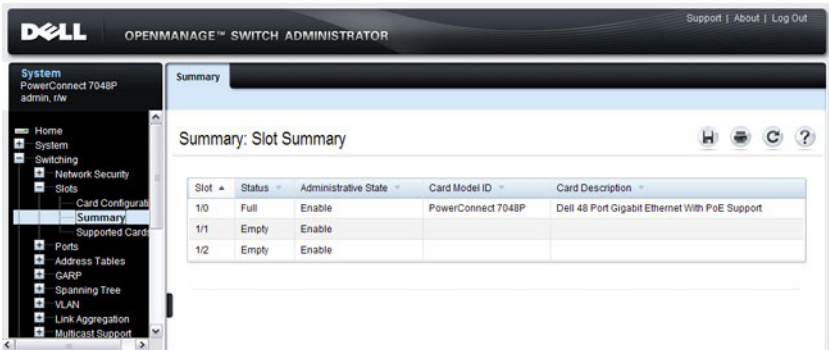 Support | About | Log Out
DELL OPENMANAGE™ SWITCH ADMINISTRATOR
System
PowerConnect 7048P
admin, r/w
Summary
Home
System
Switching
Network Security
Slots
Card Configurati
Summary
Supported Cards
Ports
Address Tables
GARP
Spanning Tree
VLAN
Link Aggregation
Multicast Support
Summary: Slot Summary
Slot Status Administrative State Card Model ID Card Description
1/0 Full Enable PowerConnect 7048P Dell 48 Port Gigabit Ethernet With PoE Support
1/1 Empty Enable
1/2 Empty Enable